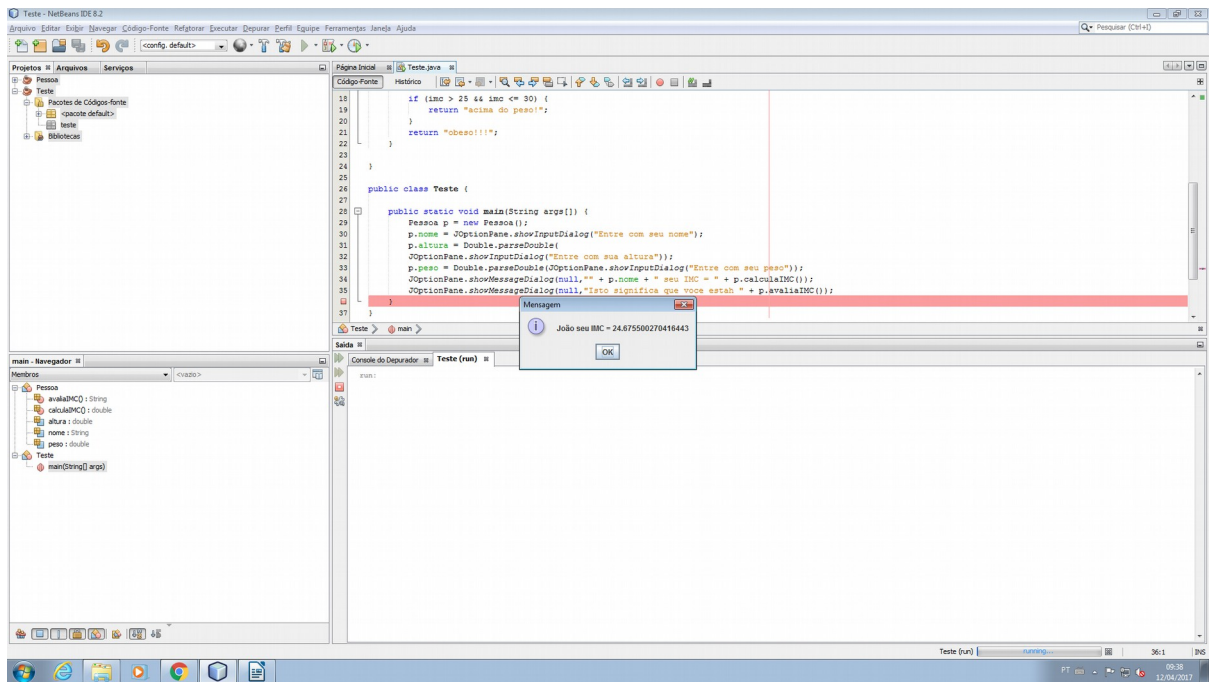 Teste - NetBeans IDE 8.2
Arquivo Editar Exibir Navegar Código-Fonte Refatorar Executar Depurar Perfil Equipe Ferramentas Janela Ajuda
Pesquisar (Ctrl+I)
<config. default>
Projetos Arquivos Serviços
Pessoa
Teste
Pacotes de Códigos-fonte
<pacote default>
teste
Bibliotecas
Página Inicial Teste.java
Código-Fonte Histórico
18 if (imc > 25 && imc <= 30) {
19 return "acima do peso!";
20 }
21 return "obeso!!!";
22 }
23
24 }
25
26 public class Teste {
27
28 public static void main(String args[]) {
29 Pessoa p = new Pessoa();
30 p.nome = JOptionPane.showInputDialog("Entre com seu nome");
31 p.altura = Double.parseDouble(
32 JOptionPane.showInputDialog("Entre com sua altura"));
33 p.peso = Double.parseDouble(JOptionPane.showInputDialog("Entre com seu peso"));
34 JOptionPane.showMessageDialog(null,"" + p.nome + " seu IMC = " + p.calculaIMC());
35 JOptionPane.showMessageDialog(null,"Isto significa que voce estah " + p.avaliaIMC());
}
37 }
Teste main
Mensagem
João seu IMC = 24.675500270416443
OK
Saída
Console do Depurador Teste (run)
run:
main - Navegador
Membros <vazio>
Pessoa
avaliaIMC() : String
calculaIMC() : double
altura : double
nome : String
peso : double
Teste
main(String[] args)
Teste (run) running... 36:1 INS
PT 09:38
12/04/2017